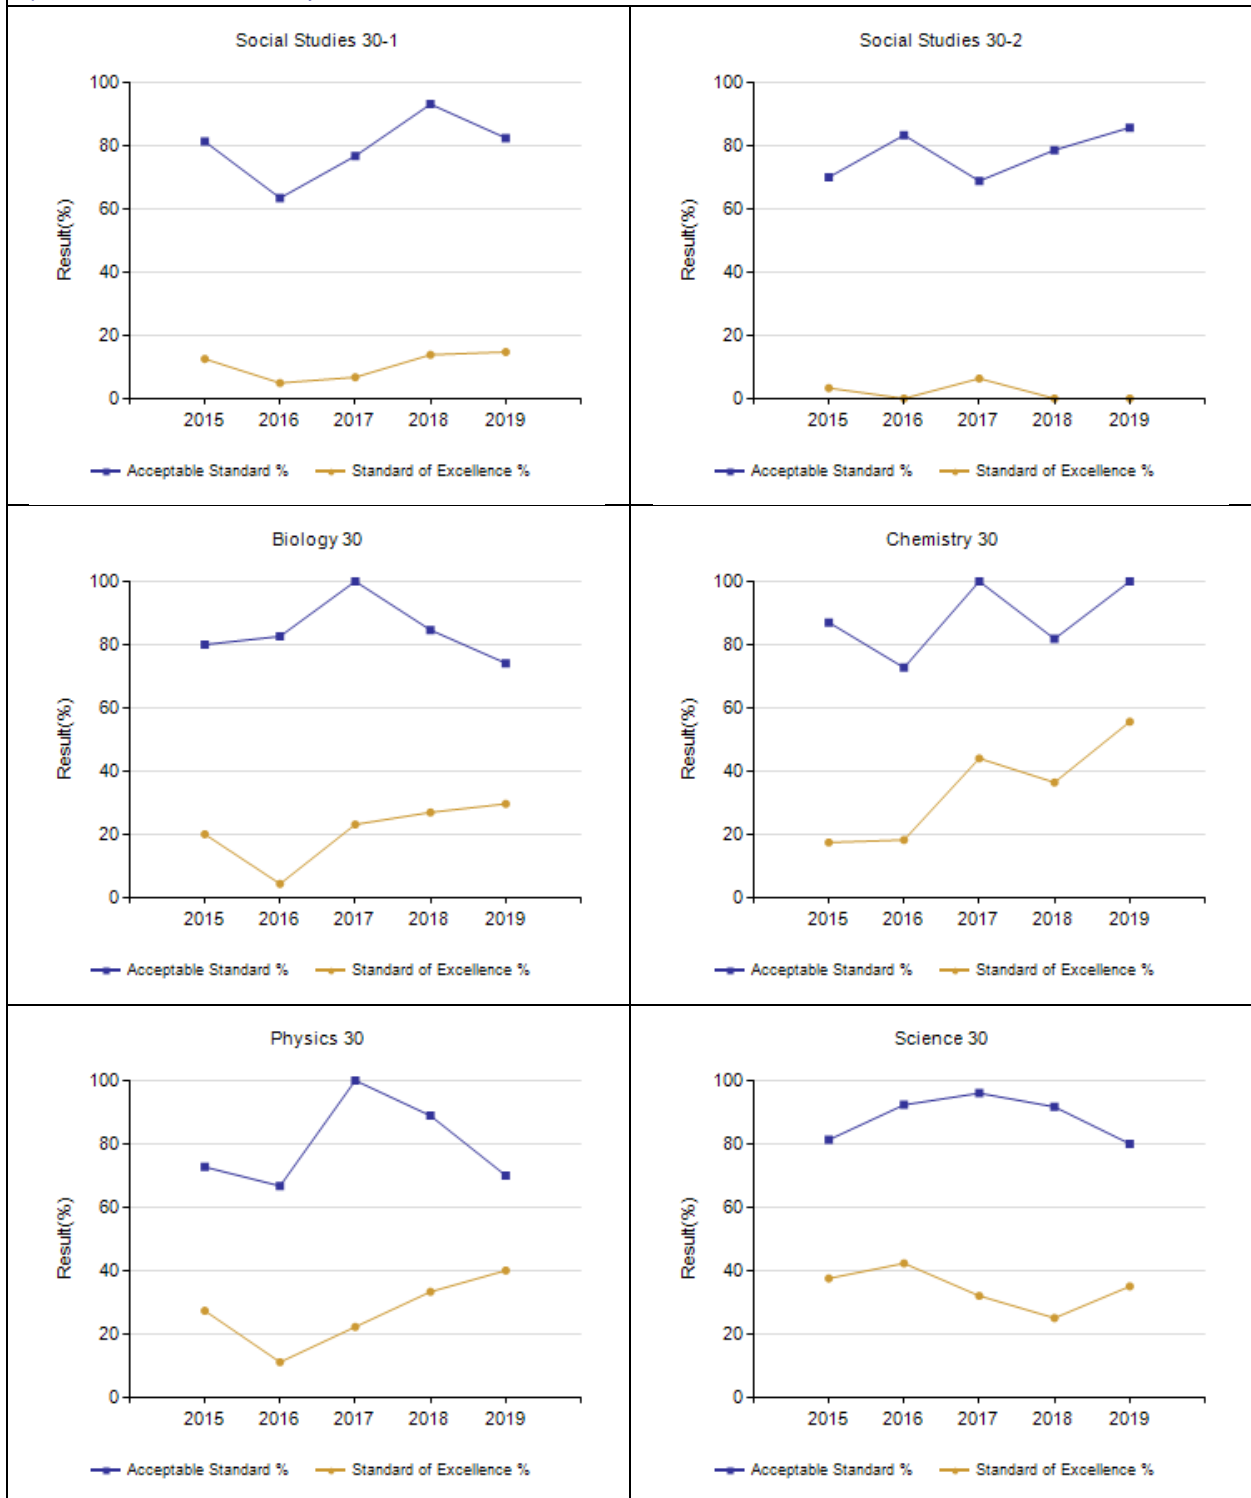 Social Studies 30-1
100
80
60
40
20
0
Result(%)
2015 2016 2017 2018 2019
Acceptable Standard % Standard of Excellence %
Social Studies 30-2
100
80
60
40
20
0
Result(%)
2015 2016 2017 2018 2019
Acceptable Standard % Standard of Excellence %
Biology 30
100
80
60
40
20
0
Result(%)
2015 2016 2017 2018 2019
Acceptable Standard % Standard of Excellence %
Chemistry 30
100
80
60
40
20
0
Result(%)
2015 2016 2017 2018 2019
Acceptable Standard % Standard of Excellence %
Physics 30
100
80
60
40
20
0
Result(%)
2015 2016 2017 2018 2019
Acceptable Standard % Standard of Excellence %
Science 30
100
80
60
40
20
0
Result(%)
2015 2016 2017 2018 2019
Acceptable Standard % Standard of Excellence %